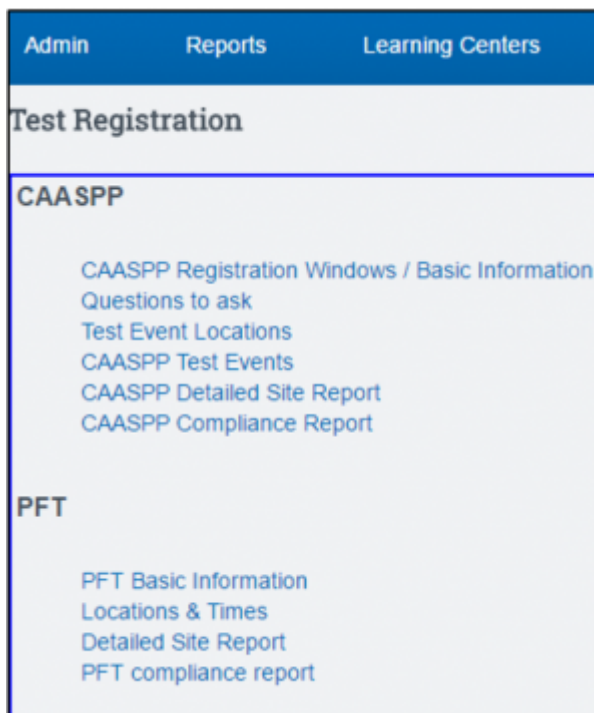 Admin Reports Learning Centers
Test Registration
CAASPP
CAASPP Registration Windows / Basic Information
Questions to ask
Test Event Locations
CAASPP Test Events
CAASPP Detailed Site Report
CAASPP Compliance Report
PFT
PFT Basic Information
Locations & Times
Detailed Site Report
PFT compliance report